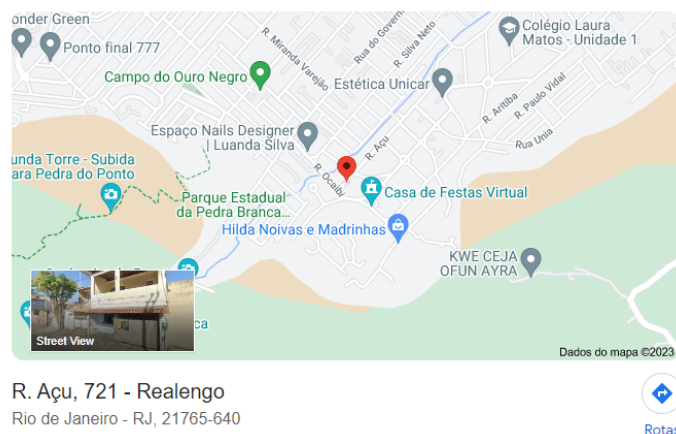 onder Green
Ponto final 777
Campo do Ouro Negro
R. Miranda Varejão
Rua do Govern
R. Silva Neto
Colégio Laura
Matos - Unidade 1
Estética Unicar
R. Aritiba
R. Paulo Vidal
Rua Unia
Espaço Nails Designer
| Luanda Silva
R. Ocaibi
R. Açu
unda Torre - Subida
ara Pedra do Ponto
Parque Estadual
da Pedra Branca...
Casa de Festas Virtual
Hilda Noivas e Madrinhas
KWE CEJA
OFUN AYRA
ca
Street View
Dados do mapa ©2023
R. Açu, 721 - Realengo
Rio de Janeiro - RJ, 21765-640
Rotas